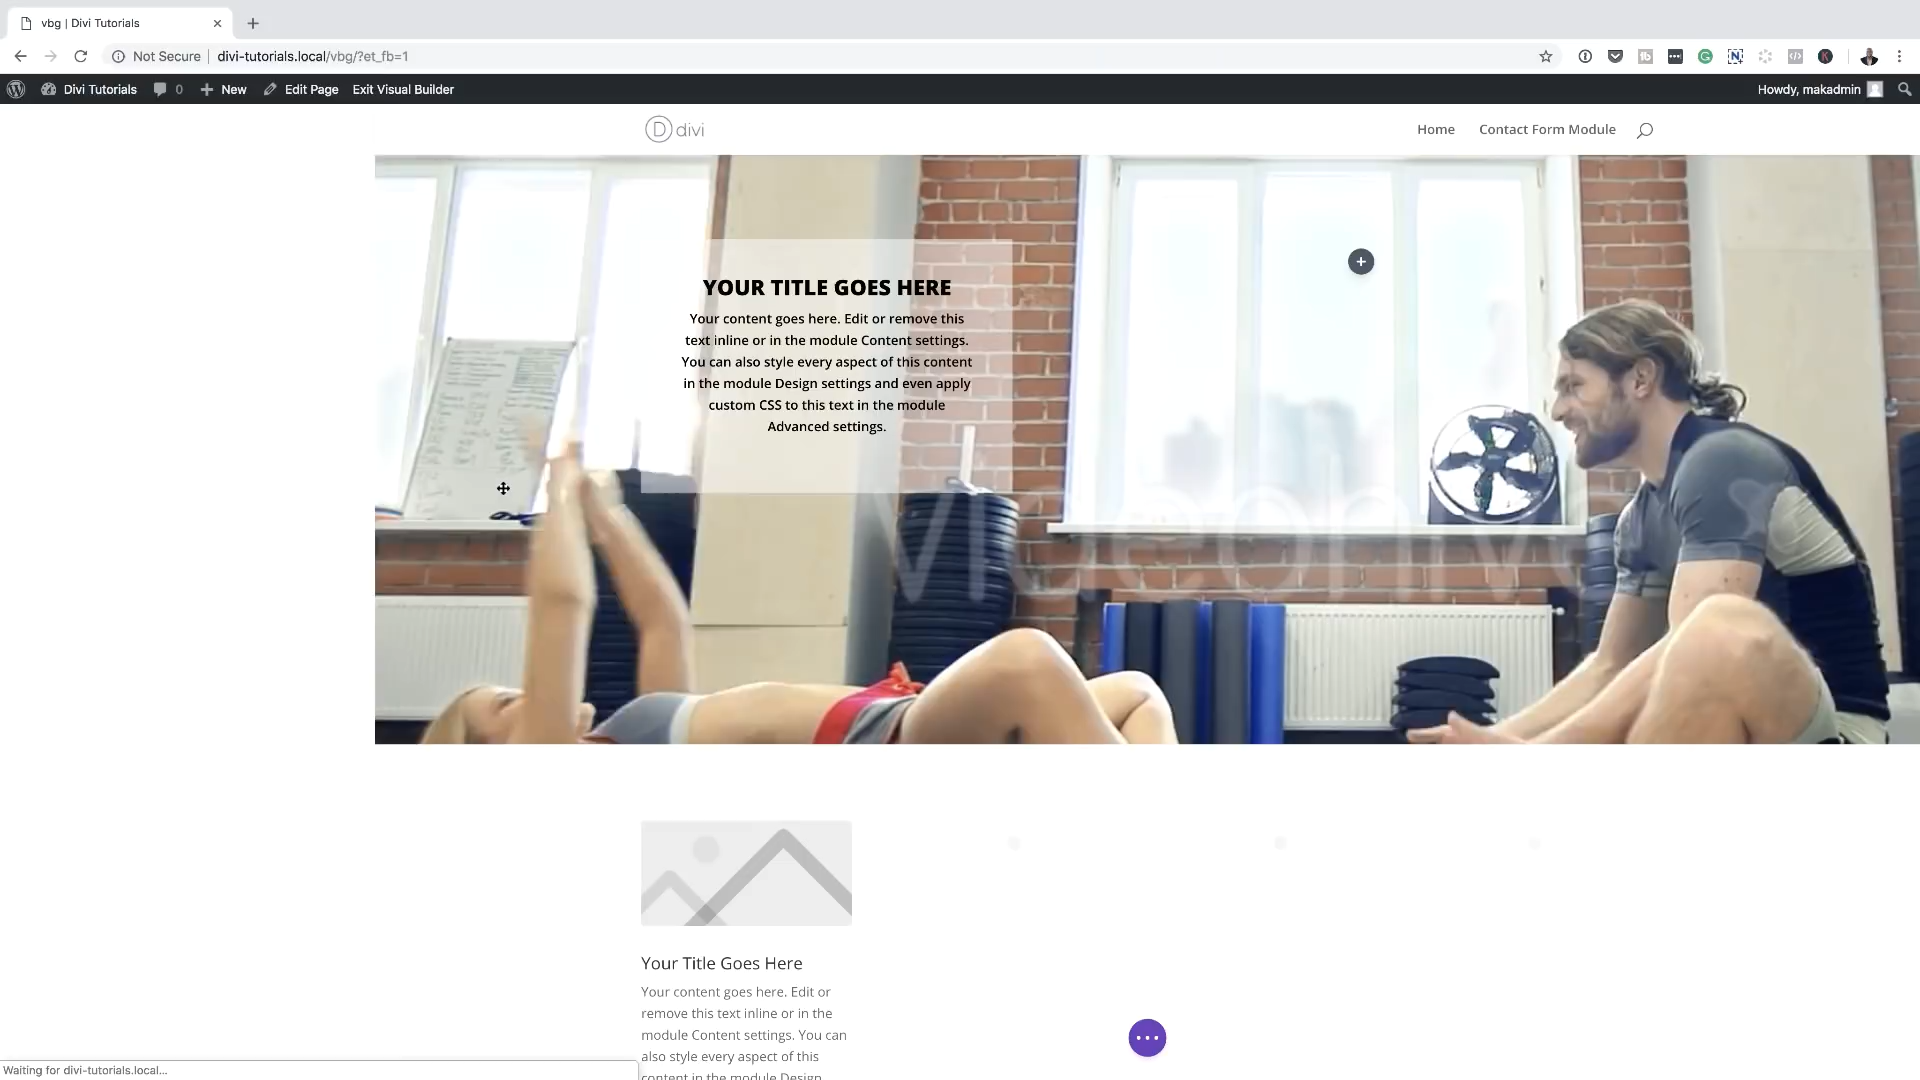 vbg | Divi Tutorials
Not Secure
divi-tutorials.local/vbg/?et_fb=1
Divi Tutorials
0
New
Edit Page
Exit Visual Builder
Howdy, makadmin
D divi
Home
Contact Form Module
YOUR TITLE GOES HERE
Your content goes here. Edit or remove this
text inline or in the module Content settings.
You can also style every aspect of this content
in the module Design settings and even apply
custom CSS to this text in the module
Advanced settings.
Your Title Goes Here
Your content goes here. Edit or
remove this text inline or in the
module Content settings. You can
also style every aspect of this
content in the module Design
Waiting for divi-tutorials.local...